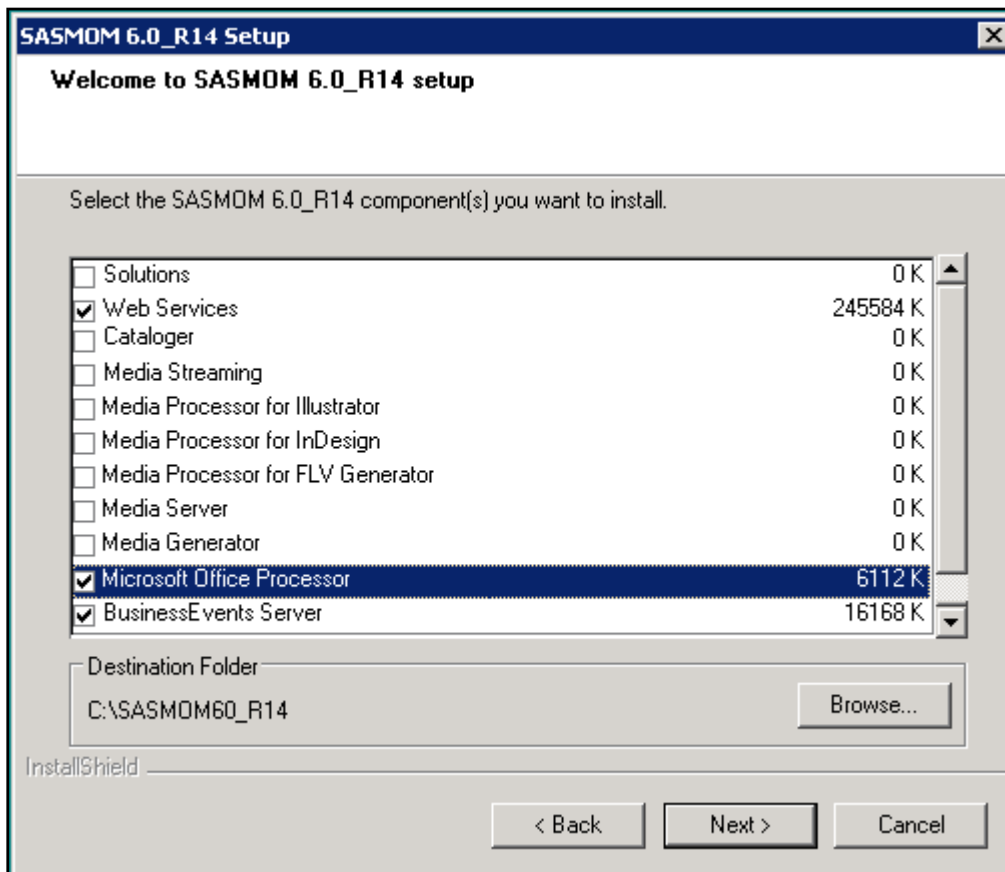 SASMOM 6.0_R14 Setup
Welcome to SASMOM 6.0_R14 setup
Select the SASMOM 6.0_R14 component(s) you want to install.
Solutions 0 K
Web Services 245584 K
Cataloger 0 K
Media Streaming 0 K
Media Processor for Illustrator 0 K
Media Processor for InDesign 0 K
Media Processor for FLV Generator 0 K
Media Server 0 K
Media Generator 0 K
Microsoft Office Processor 6112 K
BusinessEvents Server 16168 K
Destination Folder
C:\SASMOM60_R14 Browse...
InstallShield
< Back Next > Cancel